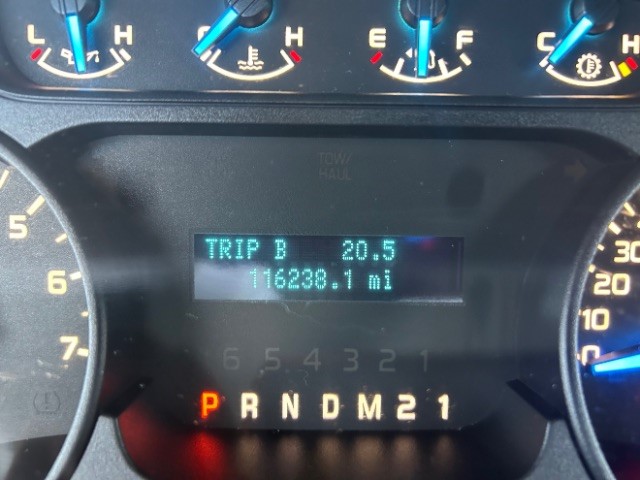 L H C H E F C H
TOW/
HAUL
5
6
7
30
20
10
0
TRIP B 20.5
116238.1 mi
6 5 4 3 2 1
P R N D M 2 1